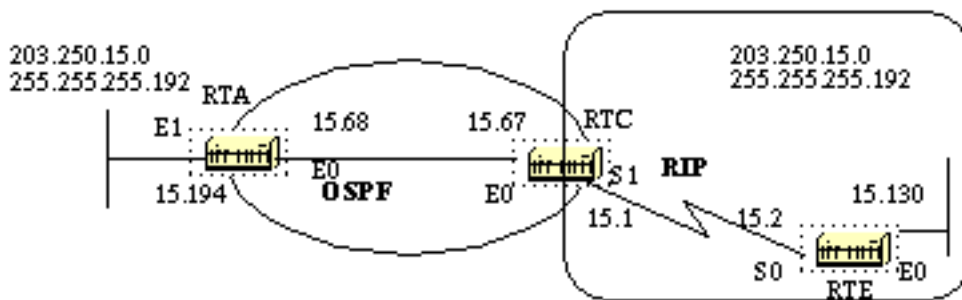 203.250.15.0
255.255.255.192
RTA
E1
15.68
15.67
RTC
203.250.15.0
255.255.255.192
15.194
E0
OSPF
E0
S1
RIP
15.1
15.2
15.130
S0
E0
RTE